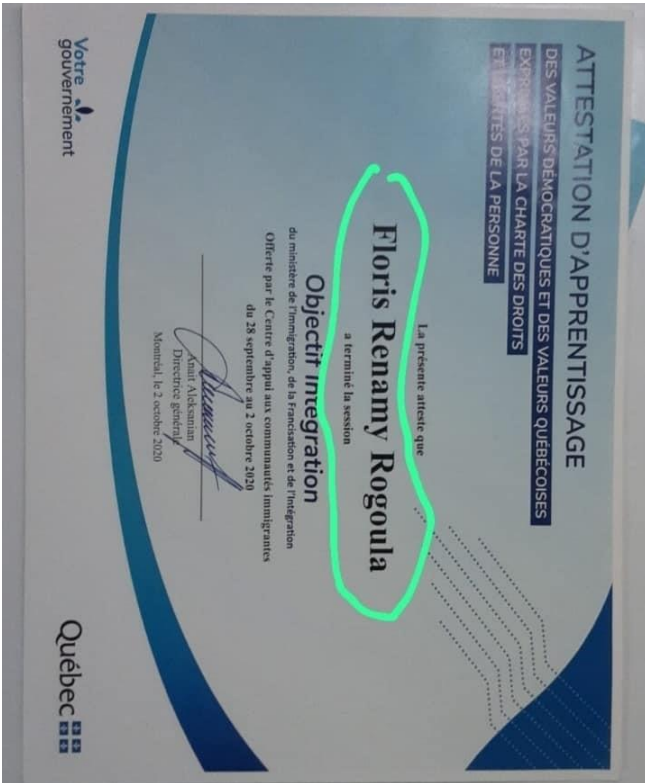 ATTESTATION D'APPRENTISSAGE
DES VALEURS DÉMOCRATIQUES ET DES VALEURS QUÉBÉCOISES
EXPRIMÉES PAR LA CHARTE DES DROITS
ET LIBERTÉS DE LA PERSONNE
La présente atteste que
Floris Renamy Rogoula
a terminé la session
Objectif Intégration
du ministère de l'Immigration, de la Francisation et de l'Intégration
Offerte par le Centre d'appui aux communautés immigrantes
du 28 septembre au 2 octobre 2020
Anait Aleksanian
Directrice générale
Montréal, le 2 octobre 2020
Votre
gouvernement
Québec